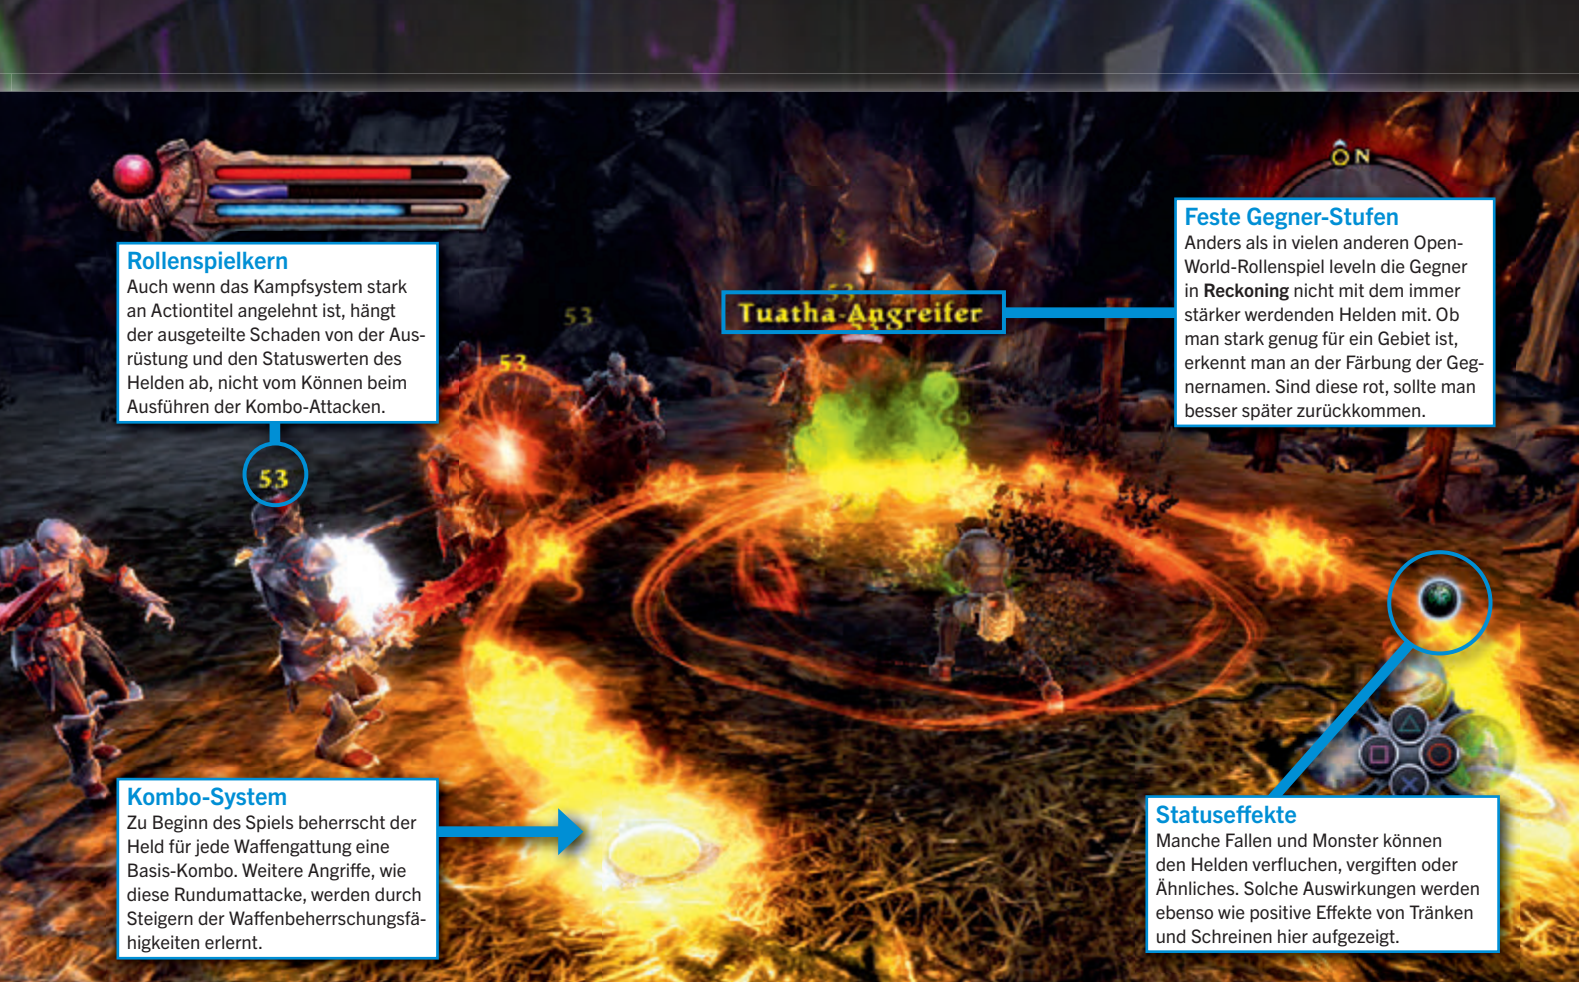 N
Rollenspielkern
Auch wenn das Kampfsystem stark
an Actiontitel angelehnt ist, hängt
der ausgeteilte Schaden von der Aus-
rüstung und den Statuswerten des
Helden ab, nicht vom Können beim
Ausführen der Kombo-Attacken.
53
53
53
53
53
Tuatha-Angreifer
Feste Gegner-Stufen
Anders als in vielen anderen Open-
World-Rollenspiel leveln die Gegner
in Reckoning nicht mit dem immer
stärker werdenden Helden mit. Ob
man stark genug für ein Gebiet ist,
erkennt man an der Färbung der Geg-
nernamen. Sind diese rot, sollte man
besser später zurückkommen.
Kombo-System
Zu Beginn des Spiels beherrscht der
Held für jede Waffengattung eine
Basis-Kombo. Weitere Angriffe, wie
diese Rundumattacke, werden durch
Steigern der Waffenbeherrschungsfä-
higkeiten erlernt.
Statuseffekte
Manche Fallen und Monster können
den Helden verfluchen, vergiften oder
Ähnliches. Solche Auswirkungen werden
ebenso wie positive Effekte von Tränken
und Schreinen hier aufgezeigt.